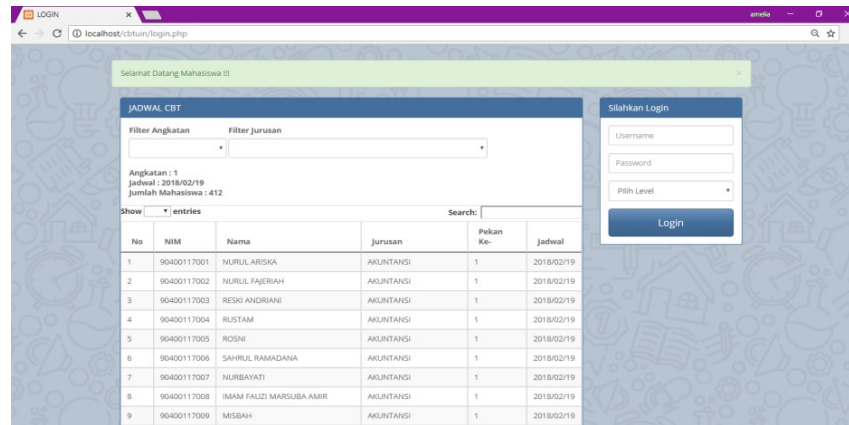 LOGIN
amelia
localhost/cbtuin/login.php
Selamat Datang Mahasiswa !!!
×
JADWAL CBT
Filter Angkatan Filter Jurusan
Angkatan : 1
Jadwal : 2018/02/19
Jumlah Mahasiswa : 412
Show entries Search:
No NIM Nama Jurusan Pekan Ke- Jadwal
1 90400117001 NURUL ARISKA AKUNTANSI 1 2018/02/19
2 90400117002 NURUL FAJERIAH AKUNTANSI 1 2018/02/19
3 90400117003 RESKI ANDRIANI AKUNTANSI 1 2018/02/19
4 90400117004 RUSTAM AKUNTANSI 1 2018/02/19
5 90400117005 ROSNI AKUNTANSI 1 2018/02/19
6 90400117006 SAHRUL RAMADANA AKUNTANSI 1 2018/02/19
7 90400117007 NURBAYATI AKUNTANSI 1 2018/02/19
8 90400117008 IMAM FAUZI MARSUBA AMIR AKUNTANSI 1 2018/02/19
9 90400117009 MISBAH AKUNTANSI 1 2018/02/19
Silahkan Login
Username
Password
Pilih Level
Login